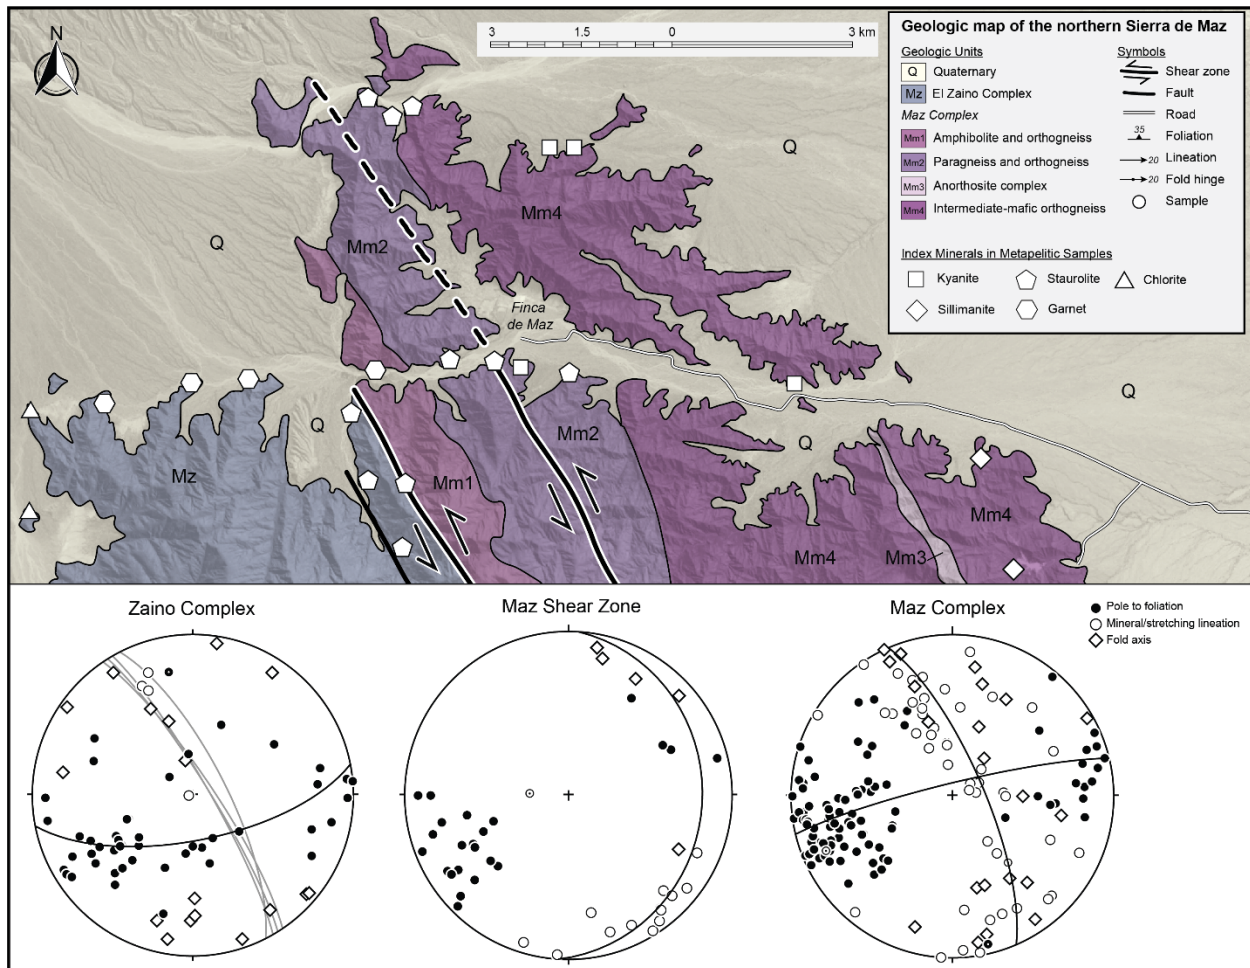 N
3 1.5 0 3 km
Geologic map of the northern Sierra de Maz
Geologic Units
Q Quaternary
Mz El Zaino Complex
Maz Complex
Mm1 Amphibolite and orthogneiss
Mm2 Paragneiss and orthogneiss
Mm3 Anorthosite complex
Mm4 Intermediate-mafic orthogneiss
Symbols
Shear zone
Fault
Road
35 Foliation
20 Lineation
20 Fold hinge
Sample
Index Minerals in Metapelitic Samples
Kyanite
Staurolite
Chlorite
Sillimanite
Garnet
Q
Q
Mm4
Mm2
Finca
de Maz
Q
Q
Q
Mm2
Mz
Mm1
Mm4
Mm4
Mm3
Zaino Complex
Maz Shear Zone
Maz Complex
Pole to foliation
Mineral/stretching lineation
Fold axis